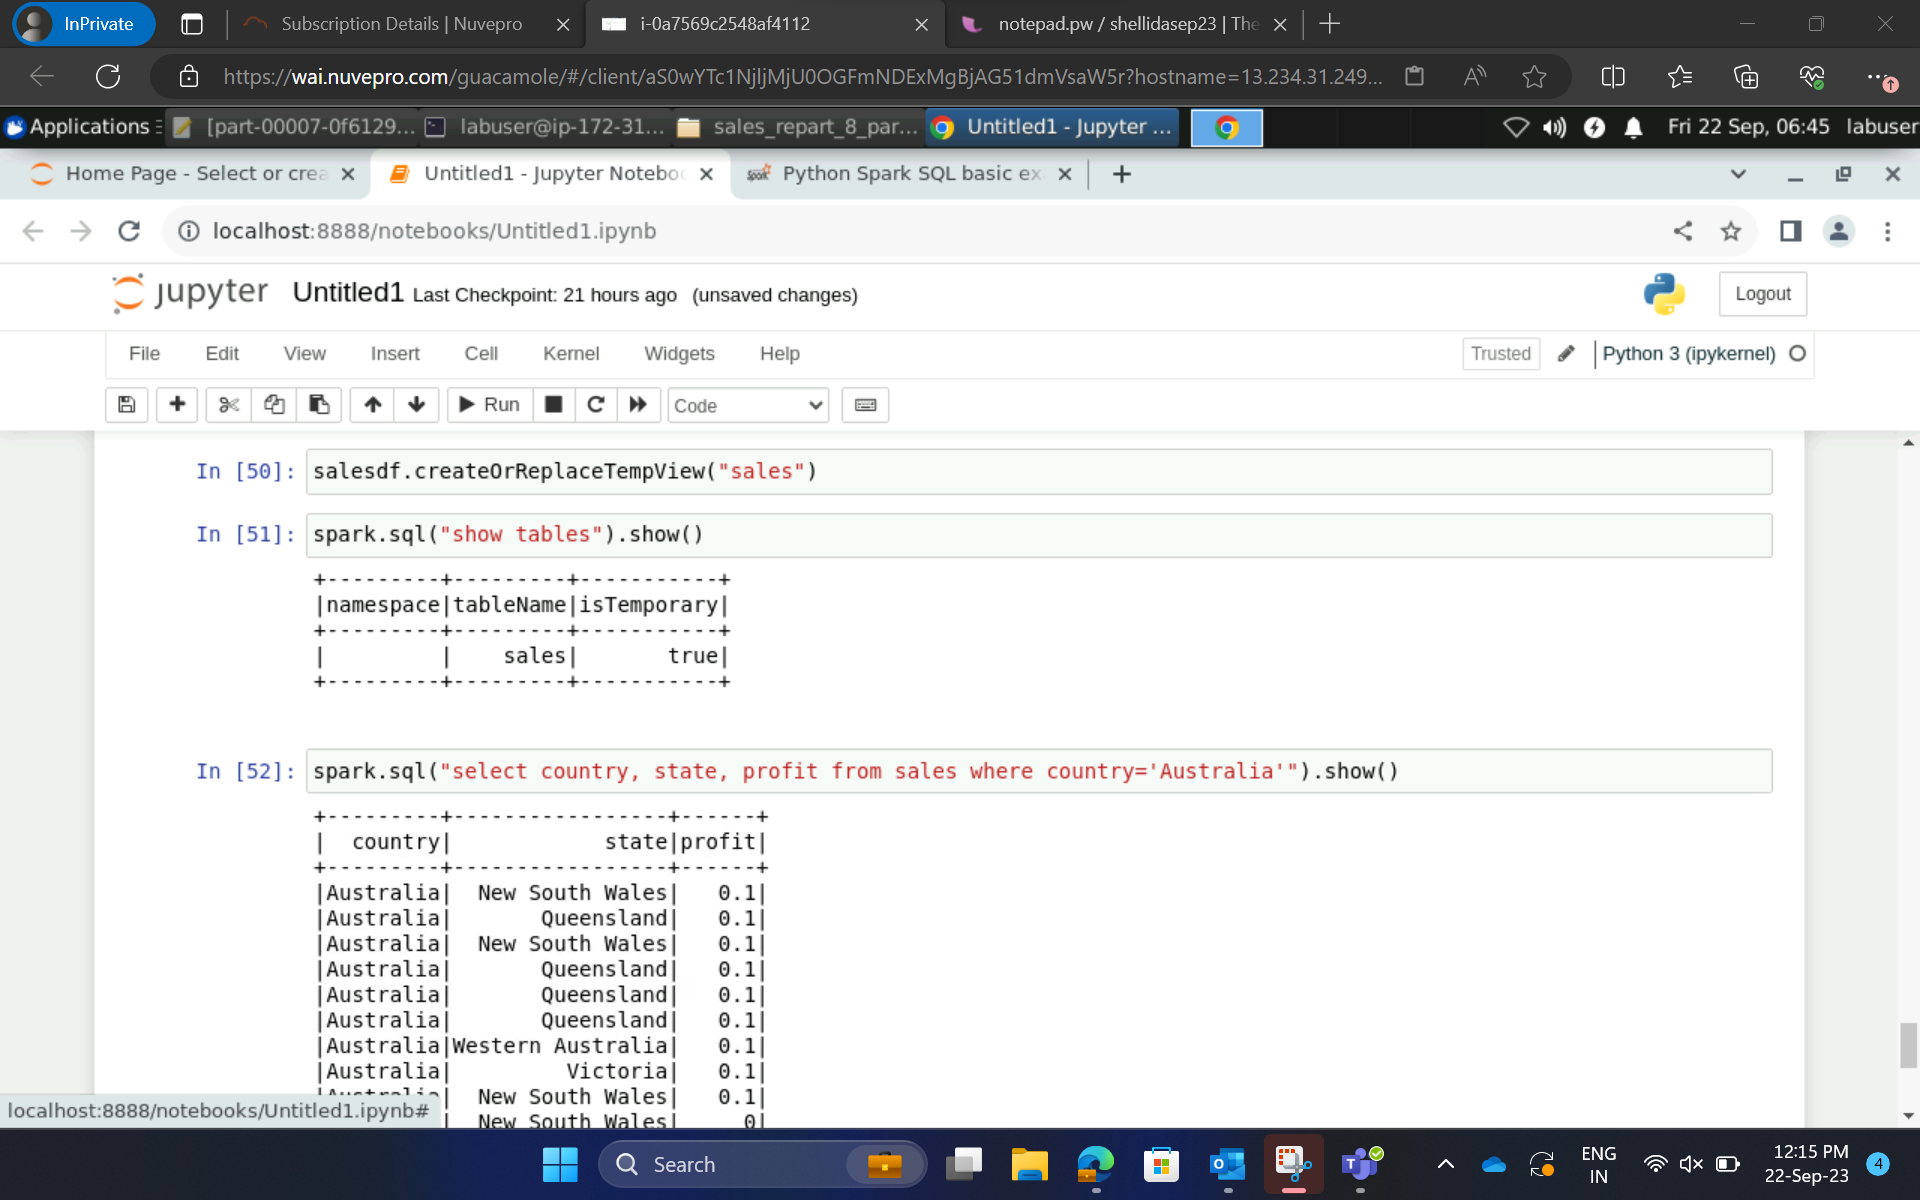 InPrivate
Subscription Details | Nuvepro
i-0a7569c2548af4112
notepad.pw / shellidasep23 | The
https://wai.nuvepro.com/guacamole/#/client/aS0wYTc1NjljMjU0OGFmNDExMgBjAG51dmVsaW5r?hostname=13.234.31.249...
Applications
[part-00007-0f6129...
labuser@ip-172-31...
sales_repart_8_par...
Untitled1 - Jupyter ...
Fri 22 Sep, 06:45 labuser
Home Page - Select or crea
Untitled1 - Jupyter Noteboo
Python Spark SQL basic ex
localhost:8888/notebooks/Untitled1.ipynb
jupyter Untitled1 Last Checkpoint: 21 hours ago (unsaved changes)
Logout
File Edit View Insert Cell Kernel Widgets Help
Trusted
Python 3 (ipykernel)
Run
Code
In [50]: salesdf.createOrReplaceTempView("sales")
In [51]: spark.sql("show tables").show()
+---------+---------+-----------+
|namespace|tableName|isTemporary|
+---------+---------+-----------+
|         |    sales|       true|
+---------+---------+-----------+
In [52]: spark.sql("select country, state, profit from sales where country='Australia'").show()
+---------+-----------------+------+
|  country|            state|profit|
+---------+-----------------+------+
|Australia|  New South Wales|   0.1|
|Australia|       Queensland|   0.1|
|Australia|  New South Wales|   0.1|
|Australia|       Queensland|   0.1|
|Australia|       Queensland|   0.1|
|Australia|       Queensland|   0.1|
|Australia|Western Australia|   0.1|
|Australia|         Victoria|   0.1|
|Australia|  New South Wales|   0.1|
|  New South Wales|     0|
localhost:8888/notebooks/Untitled1.ipynb#
Search
ENG
IN
12:15 PM
22-Sep-23
4